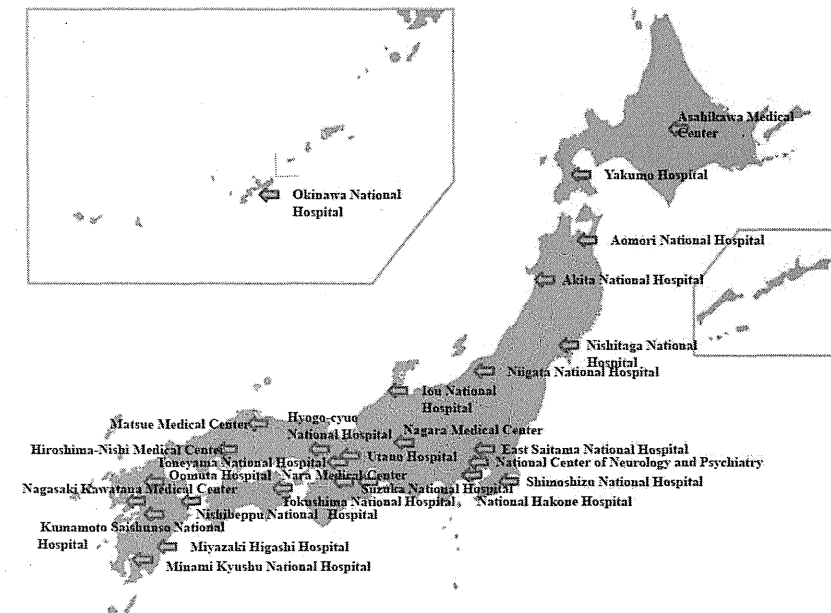 Asahikawa Medical
Center
Yakumo Hospital
Okinawa National
Hospital
Aomori National Hospital
Akita National Hospital
Nishitaga National
Hospital
Niigata National Hospital
Iou National
Hospital
Matsue Medical Center
Hyogo-cyuo
National Hospital
Nagara Medical Center
Hiroshima-Nishi Medical Center
Utano Hospital
East Saitama National Hospital
Toneyama National Hospital
National Center of Neurology and Psychiatry
Oomuta Hospital
Nara Medical Center
Shimoshizu National Hospital
Nagasaki Kawatana Medical Center
Suzuka National Hospital
Tokushima National
Hospital
National Hakone Hospital
Nishibeppu National Hospital
Kumamoto Saishunso National
Hospital
Miyazaki Higashi Hospital
Minami Kyushu National Hospital